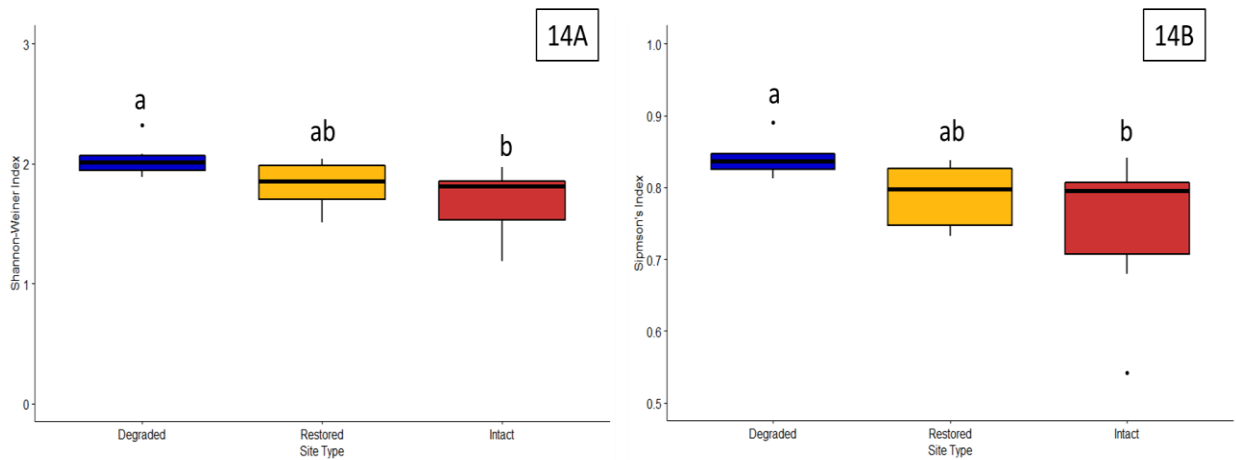 14A
3
2
1
0
Shannon-Weiner Index
a
ab
b
Degraded
Restored
Intact
Site Type
14B
1.0
0.9
0.8
0.7
0.6
0.5
Sipmson's Index
a
ab
b
Degraded
Restored
Intact
Site Type